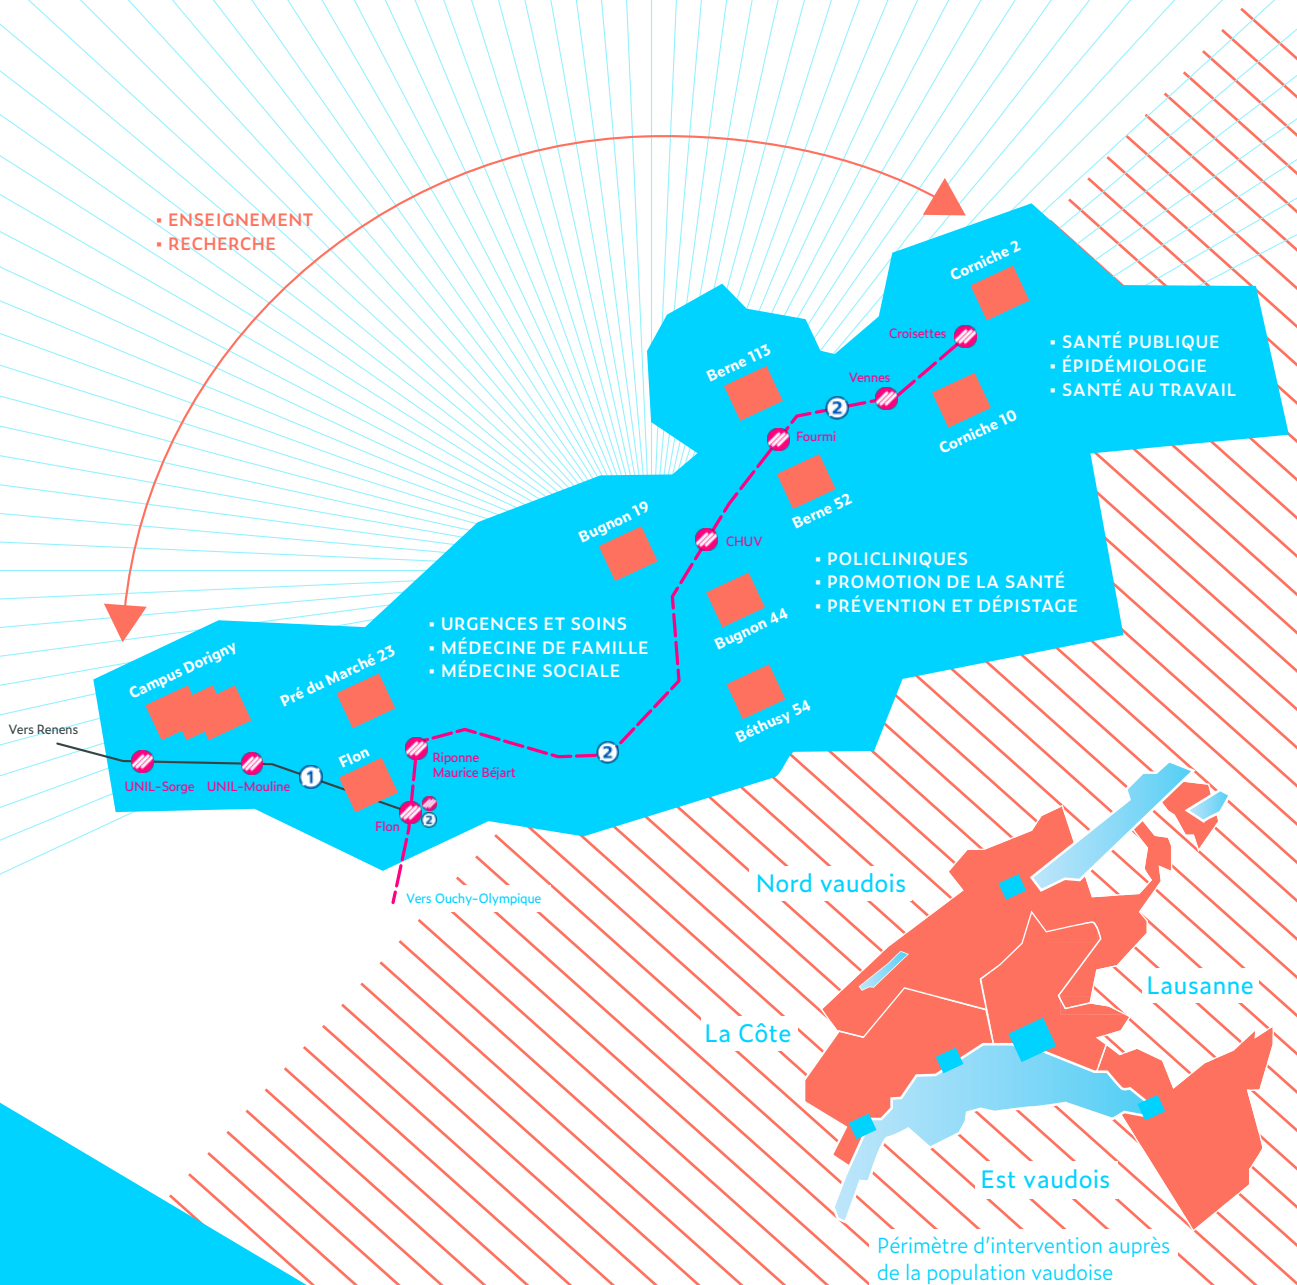 ▪ ENSEIGNEMENT
▪ RECHERCHE
Corniche 2
Croisettes
▪ SANTÉ PUBLIQUE
▪ ÉPIDÉMIOLOGIE
▪ SANTÉ AU TRAVAIL
Berne 113
Vennes
2
Corniche 10
Fourmi
Berne 52
Bugnon 19
CHUV
▪ POLICLINIQUES
▪ PROMOTION DE LA SANTÉ
▪ PRÉVENTION ET DÉPISTAGE
Bugnon 44
▪ URGENCES ET SOINS
▪ MÉDECINE DE FAMILLE
▪ MÉDECINE SOCIALE
Campus Dorigny
Pré du Marché 23
Béthusy 54
Vers Renens
2
Riponne
Maurice Béjart
Flon
UNIL-Sorge
UNIL-Mouline
1
Flon
2
Vers Ouchy-Olympique
Nord vaudois
Lausanne
La Côte
Est vaudois
Périmètre d'intervention auprès
de la population vaudoise